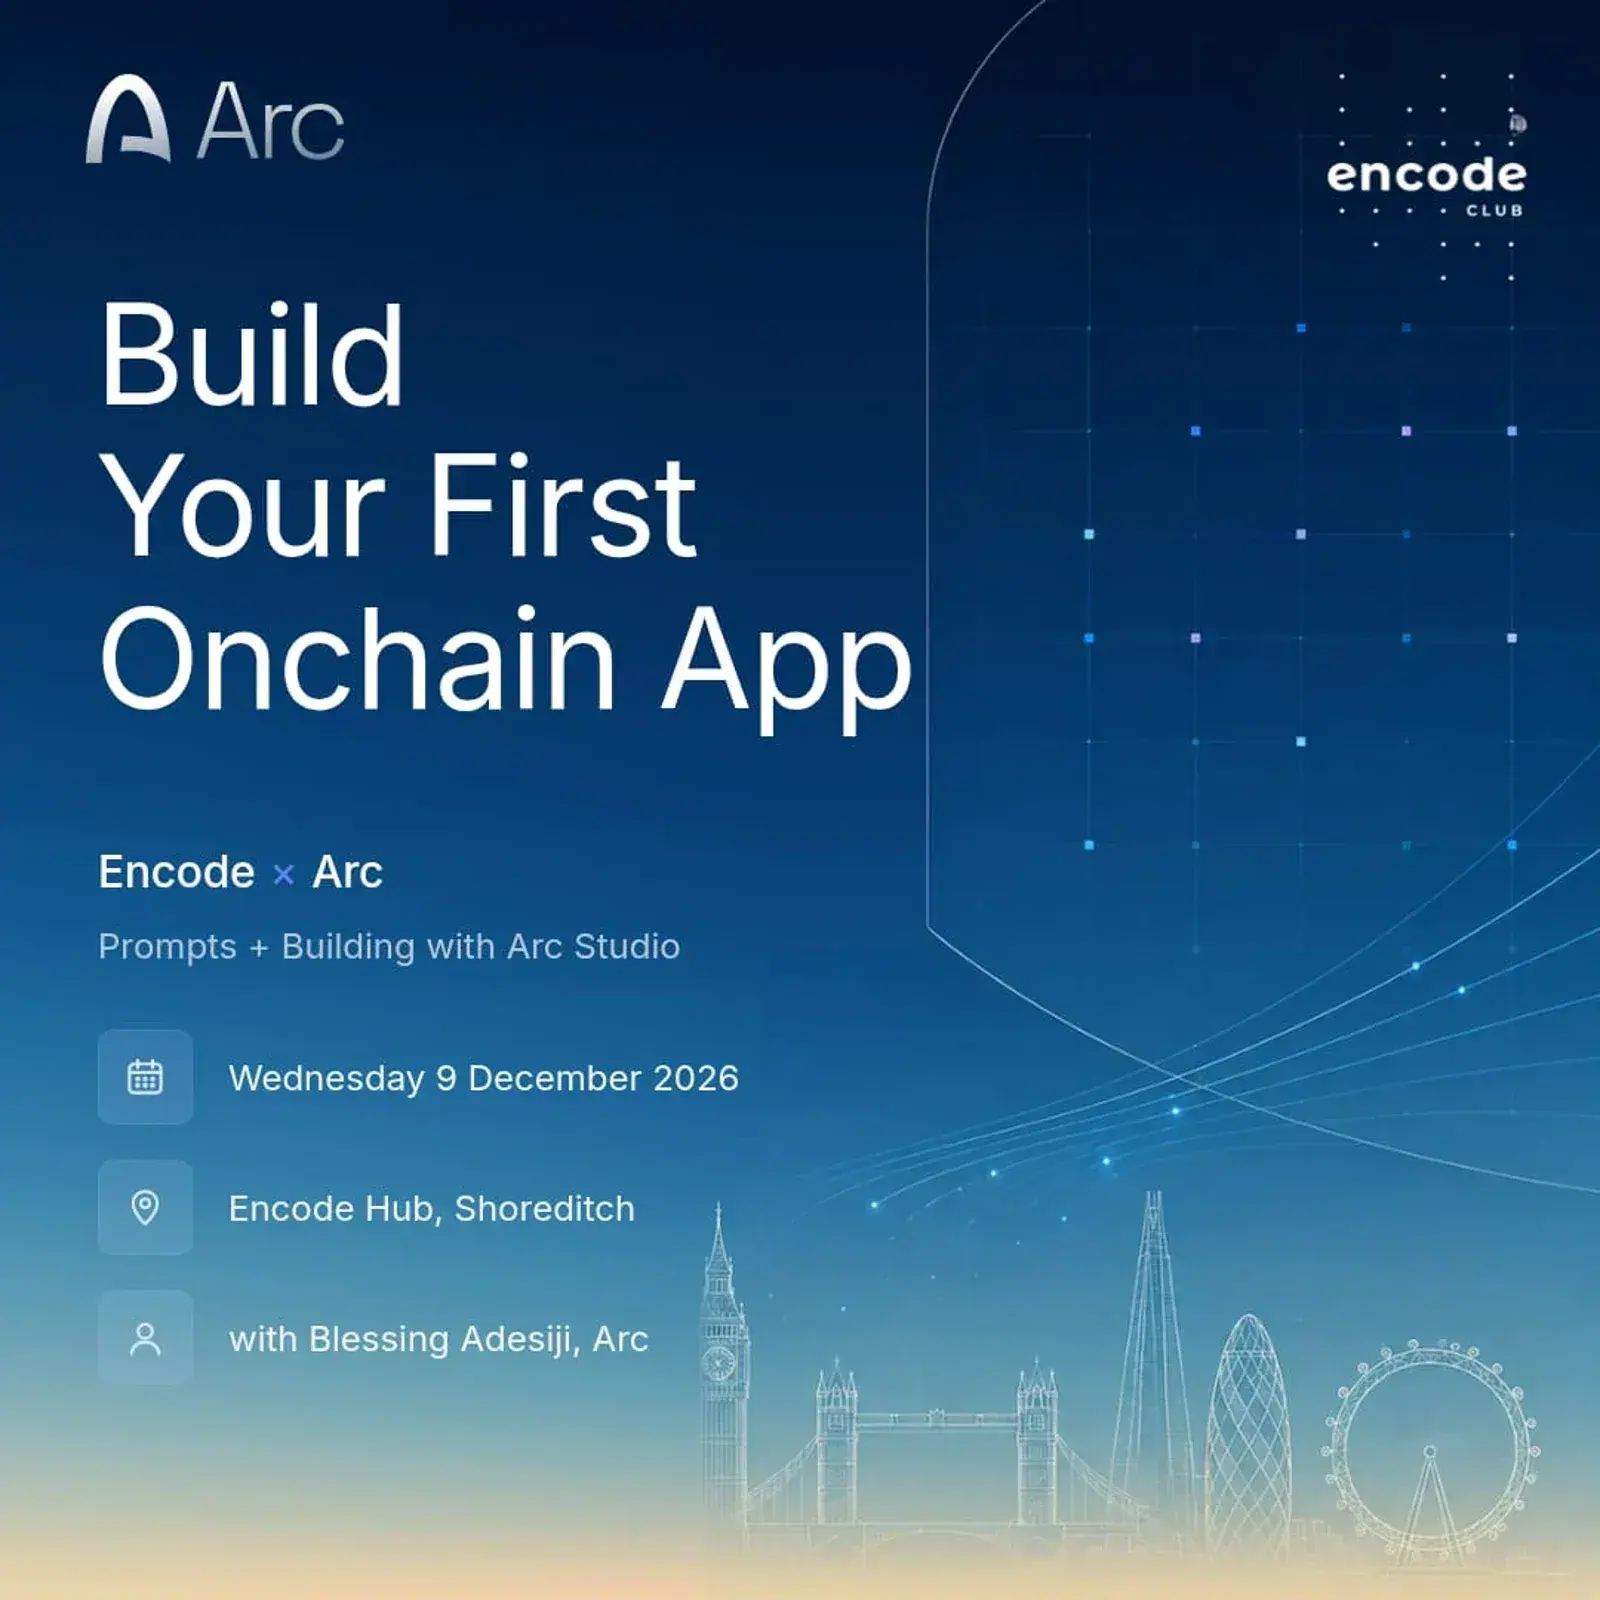 Arc
encode
CLUB
Build
Your First
Onchain App
Encode × Arc
Prompts + Building with Arc Studio
Wednesday 9 December 2026
Encode Hub, Shoreditch
with Blessing Adesiji, Arc